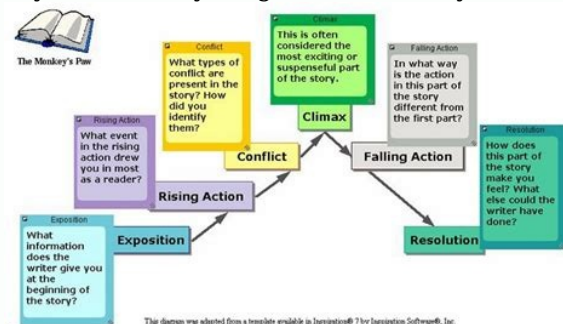 The Monkey's Paw
Climax
This is often
considered the
most exciting or
suspenseful part
of the story.
Climax
Conflict
What types of
conflict are
present in the
story? How
did you
identify
them?
Conflict
Falling Action
In what way
is the action
in this part of
the story
different from
the first part?
Falling Action
Rising Action
What event
in the rising
action drew
you in most
as a reader?
Rising Action
Resolution
How does
this part of
the story
make you
feel? What
else could the
writer have
done?
Resolution
Exposition
What
information
does the
writer give you
at the
beginning of
the story?
Exposition
This diagram was adapted from a template available in Inspiration® 7 by Inspiration Software®, Inc.